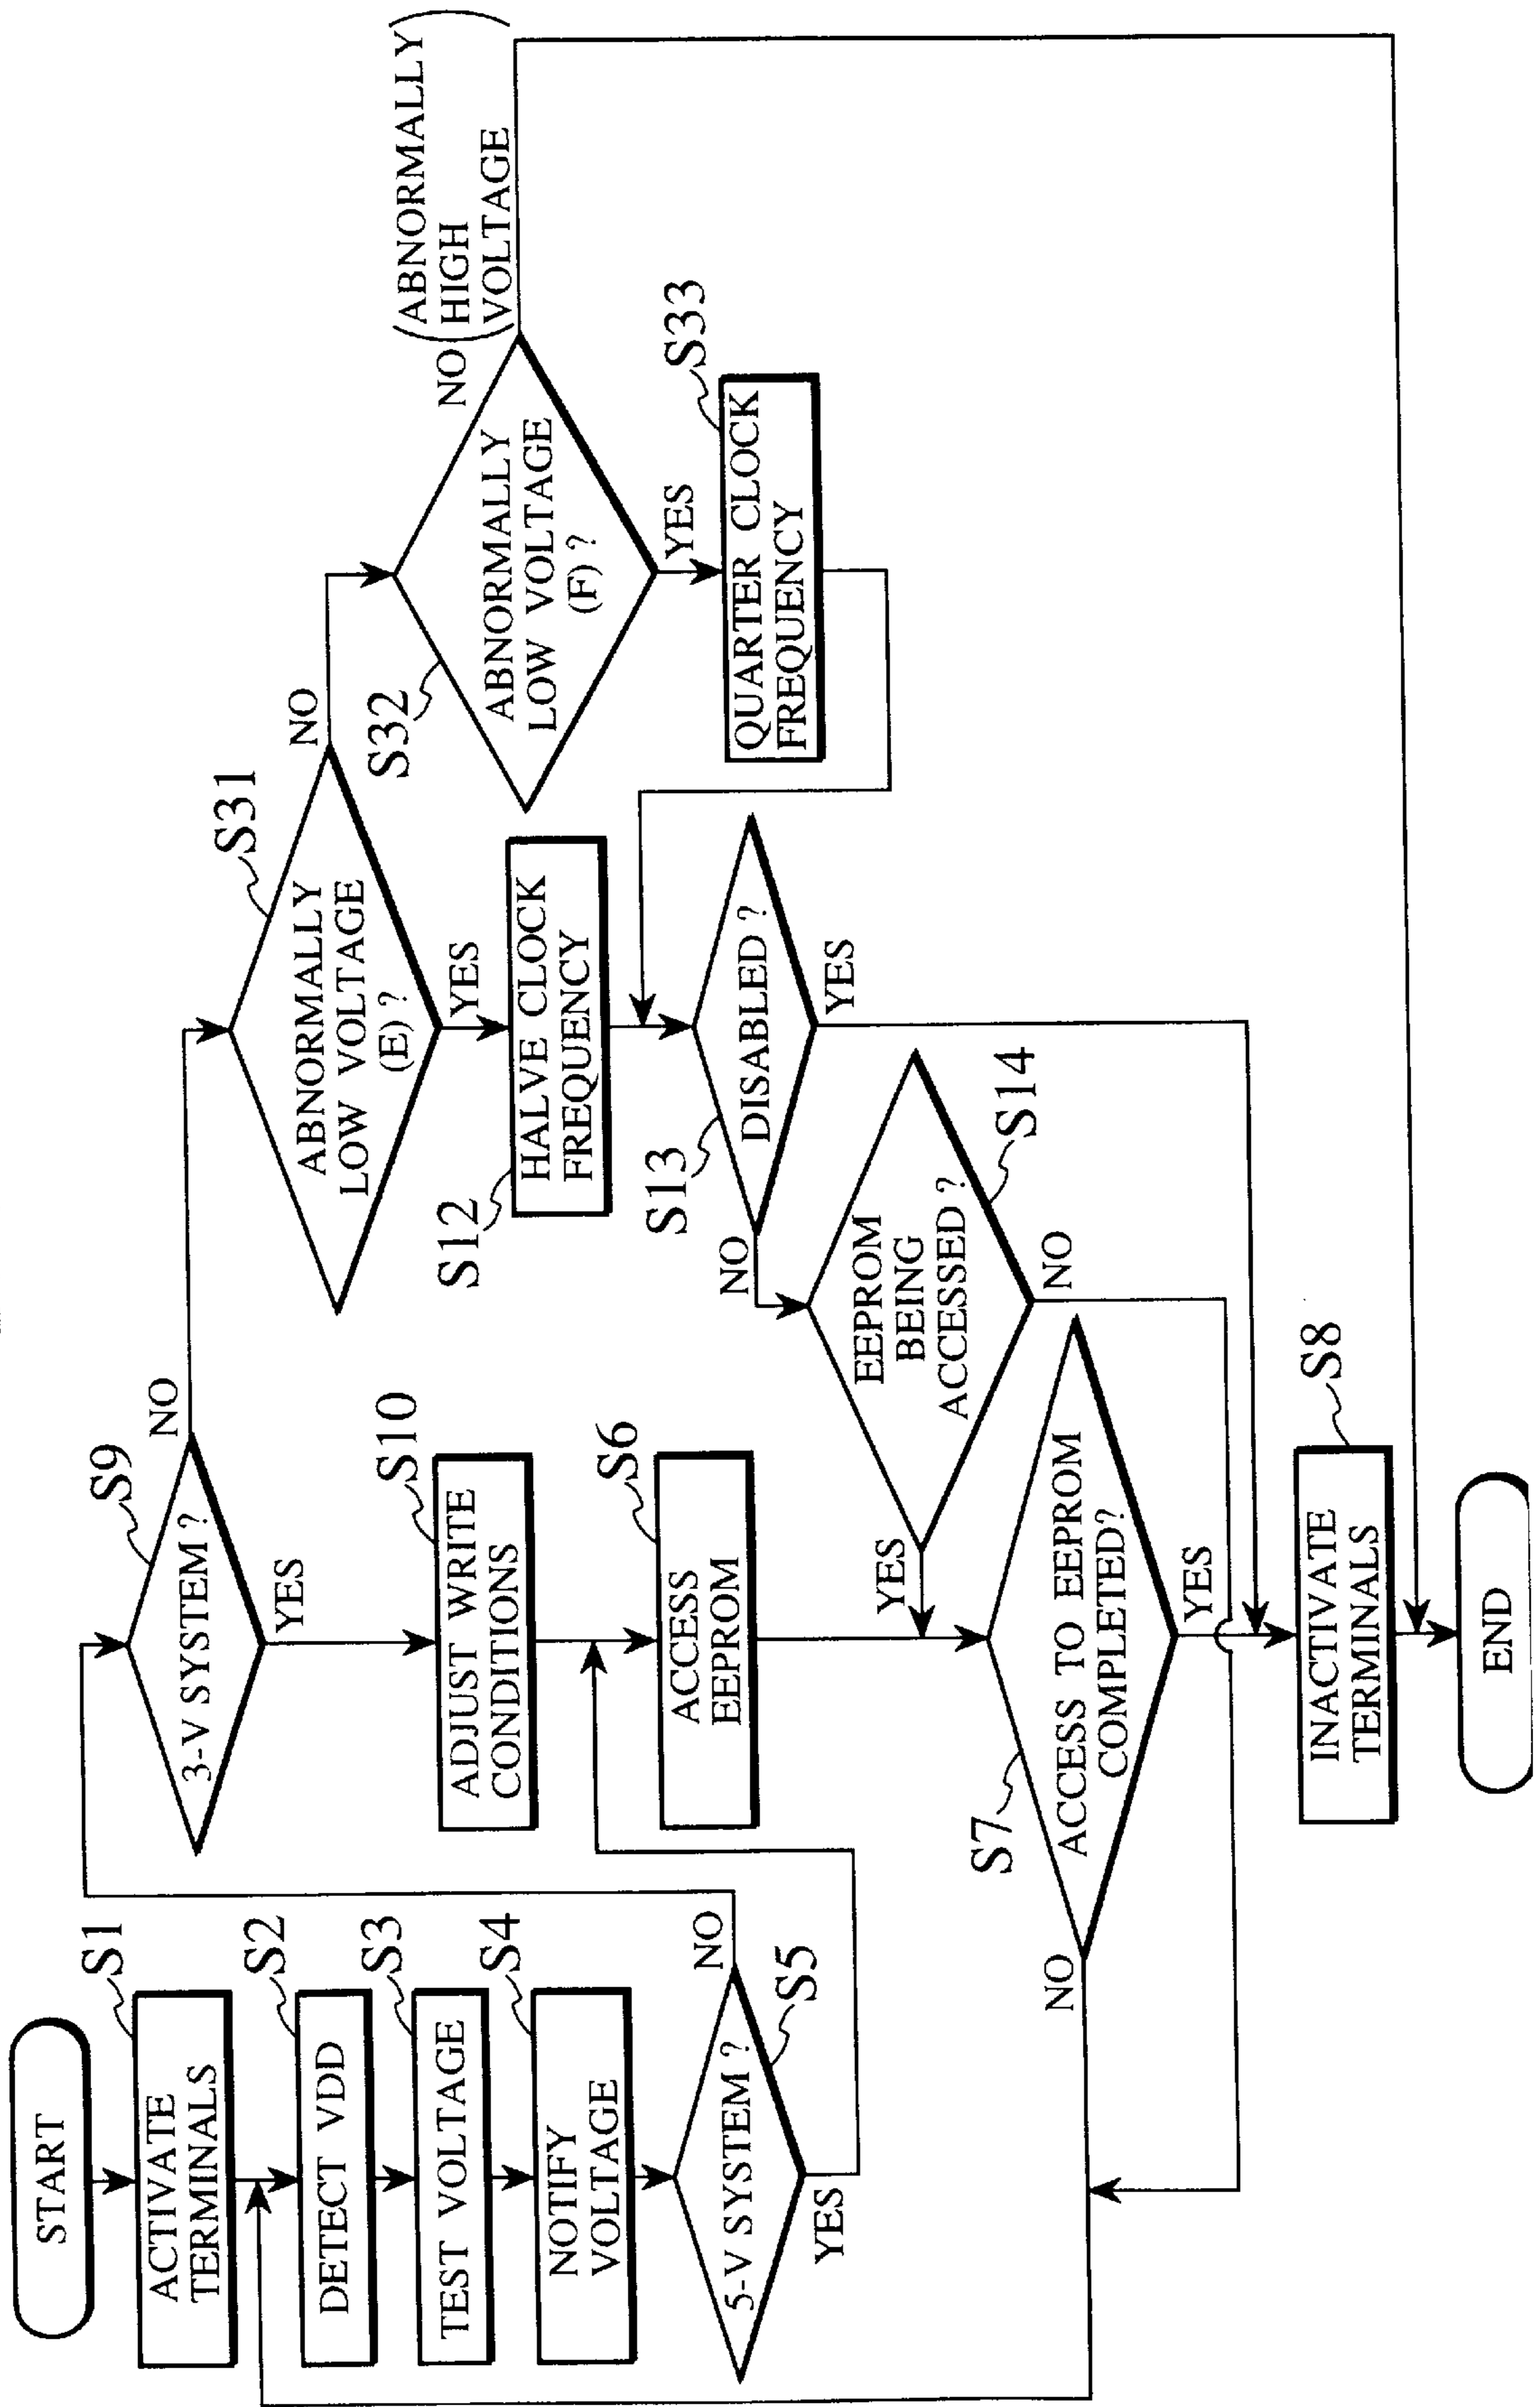 START
S1
ACTIVATE
TERMINALS
S2
DETECT VDD
S3
TEST VOLTAGE
S4
NOTIFY
VOLTAGE
5-V SYSTEM ?
S5
NO
YES
S9
3-V SYSTEM ?
NO
YES
S10
ADJUST WRITE
CONDITIONS
S6
ACCESS
EEPROM
S7
ACCESS TO EEPROM
COMPLETED?
NO
YES
S8
INACTIVATE
TERMINALS
END
S31
ABNORMALLY
LOW VOLTAGE
(E) ?
NO
YES
S12
HALVE CLOCK
FREQUENCY
S13
DISABLED ?
NO
YES
S14
EEPROM
BEING
ACCESSED ?
YES
NO
S32
ABNORMALLY
LOW VOLTAGE
(F) ?
NO
(ABNORMALLY
HIGH
VOLTAGE)
YES
S33
QUARTER CLOCK
FREQUENCY